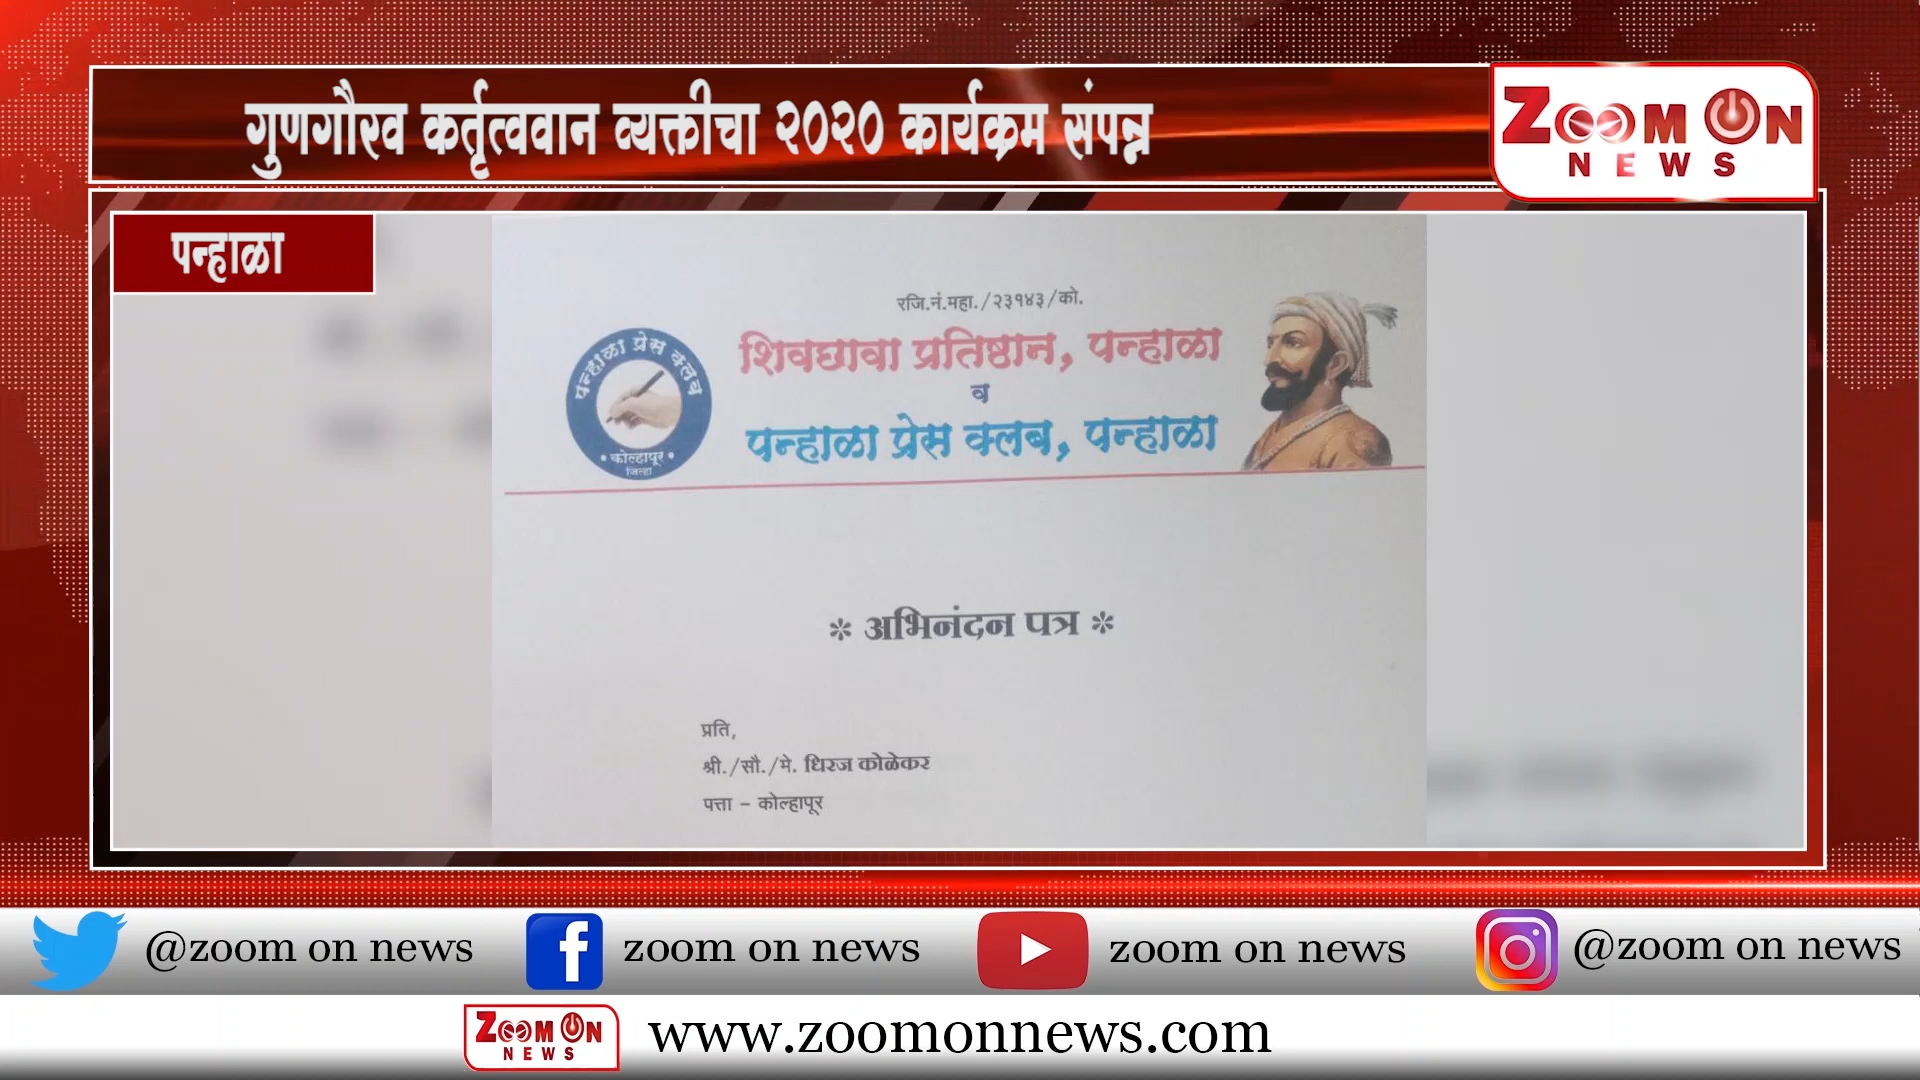 गुणगौरव कर्तृत्ववान व्यक्तीचा २०२० कार्यक्रम संपन्न
ZOOM ON
NEWS
पन्हाळा
रजि.नं.महा./२३१४३/को.
पन्हाळा प्रेस क्लब
कोल्हापूर
जिल्हा
शिवछावा प्रतिष्ठान, पन्हाळा
व
पन्हाळा प्रेस क्लब, पन्हाळा
* अभिनंदन पत्र *
प्रति,
श्री./सौ./मे. धिरज कोळेकर
पत्ता - कोल्हापूर
@zoom on news
zoom on news
zoom on news
@zoom on news
ZOOM ON
NEWS
www.zoomonnews.com